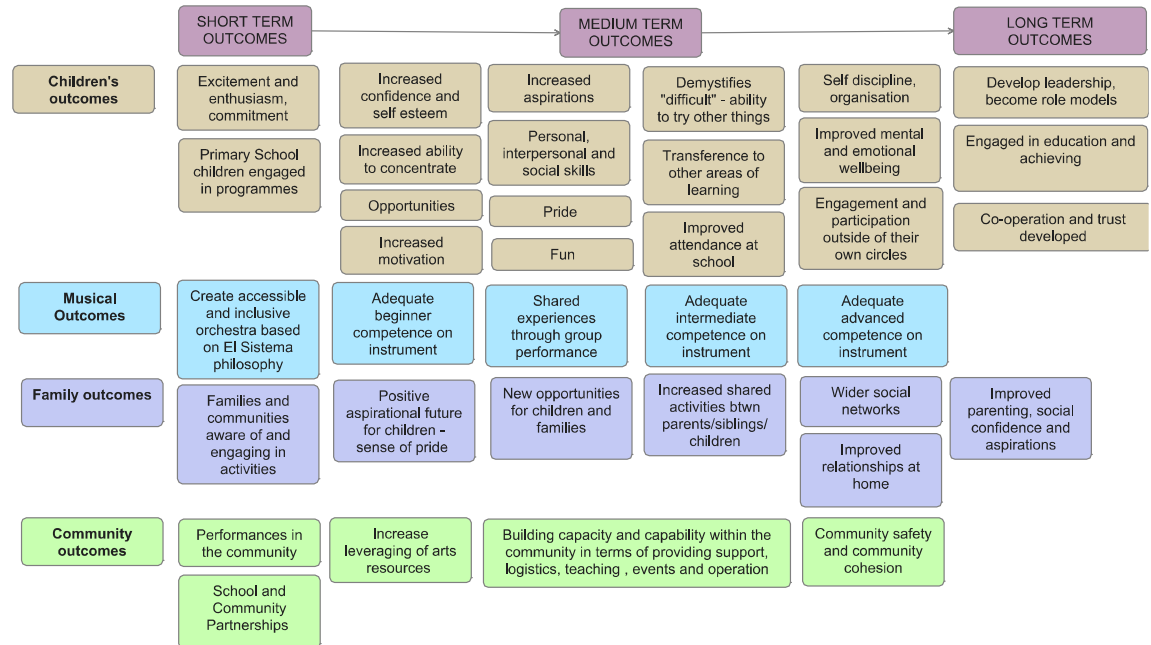 SHORT TERM
OUTCOMES
MEDIUM TERM
OUTCOMES
LONG TERM
OUTCOMES
Children's
outcomes
Excitement and
enthusiasm,
commitment
Primary School
children engaged
in programmes
Increased
confidence and
self esteem
Increased ability
to concentrate
Opportunities
Increased
motivation
Increased
aspirations
Personal,
interpersonal and
social skills
Pride
Fun
Demystifies
"difficult" - ability
to try other things
Transference to
other areas of
learning
Improved
attendance at
school
Self discipline,
organisation
Improved mental
and emotional
wellbeing
Engagement and
participation
outside of their
own circles
Develop leadership,
become role models
Engaged in education and
achieving
Co-operation and trust
developed
Musical
Outcomes
Create accessible
and inclusive
orchestra based
on El Sistema
philosophy
Adequate
beginner
competence on
instrument
Shared
experiences
through group
performance
Adequate
intermediate
competence on
instrument
Adequate
advanced
competence on
instrument
Family outcomes
Families and
communities
aware of and
engaging in
activities
Positive
aspirational future
for children -
sense of pride
New opportunities
for children and
families
Increased shared
activities btwn
parents/siblings/
children
Wider social
networks
Improved
relationships at
home
Improved
parenting, social
confidence and
aspirations
Community
outcomes
Performances in
the community
School and
Community
Partnerships
Increase
leveraging of arts
resources
Building capacity and capability within the
community in terms of providing support,
logistics, teaching , events and operation
Community safety
and community
cohesion